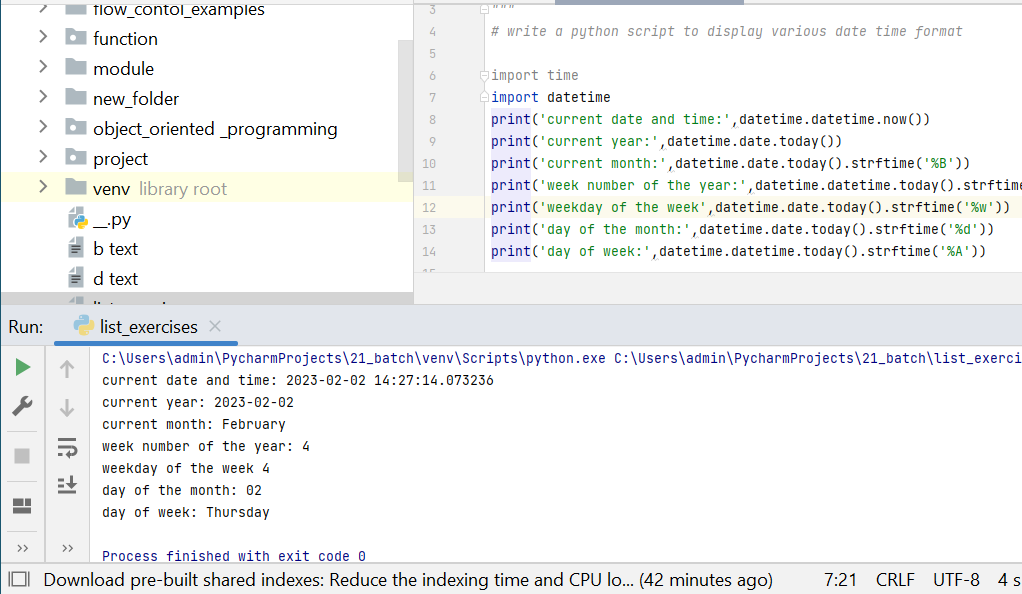 flow_contol_examples
function
module
new_folder
object_oriented _programming
project
venv library root
__.py
b text
d text
3 """
4 # write a python script to display various date time format
5
6 import time
7 import datetime
8 print('current date and time:',datetime.datetime.now())
9 print('current year:',datetime.date.today())
10 print('current month:',datetime.date.today().strftime('%B'))
11 print('week number of the year:',datetime.datetime.today().strftime
12 print('weekday of the week',datetime.date.today().strftime('%w'))
13 print('day of the month:',datetime.date.today().strftime('%d'))
14 print('day of week:',datetime.datetime.today().strftime('%A'))
Run: list_exercises
C:\Users\admin\PycharmProjects\21_batch\venv\Scripts\python.exe C:\Users\admin\PycharmProjects\21_batch\list_exerci
current date and time: 2023-02-02 14:27:14.073236
current year: 2023-02-02
current month: February
week number of the year: 4
weekday of the week 4
day of the month: 02
day of week: Thursday
Process finished with exit code 0
Download pre-built shared indexes: Reduce the indexing time and CPU lo... (42 minutes ago) 7:21 CRLF UTF-8 4 s